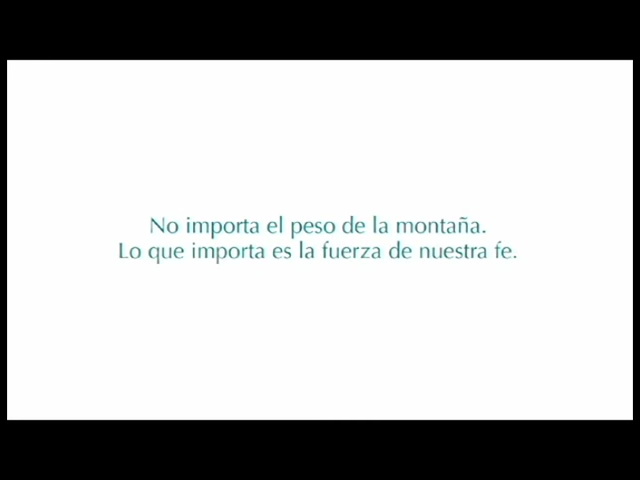 No importa el peso de la montaña.
Lo que importa es la fuerza de nuestra fe.